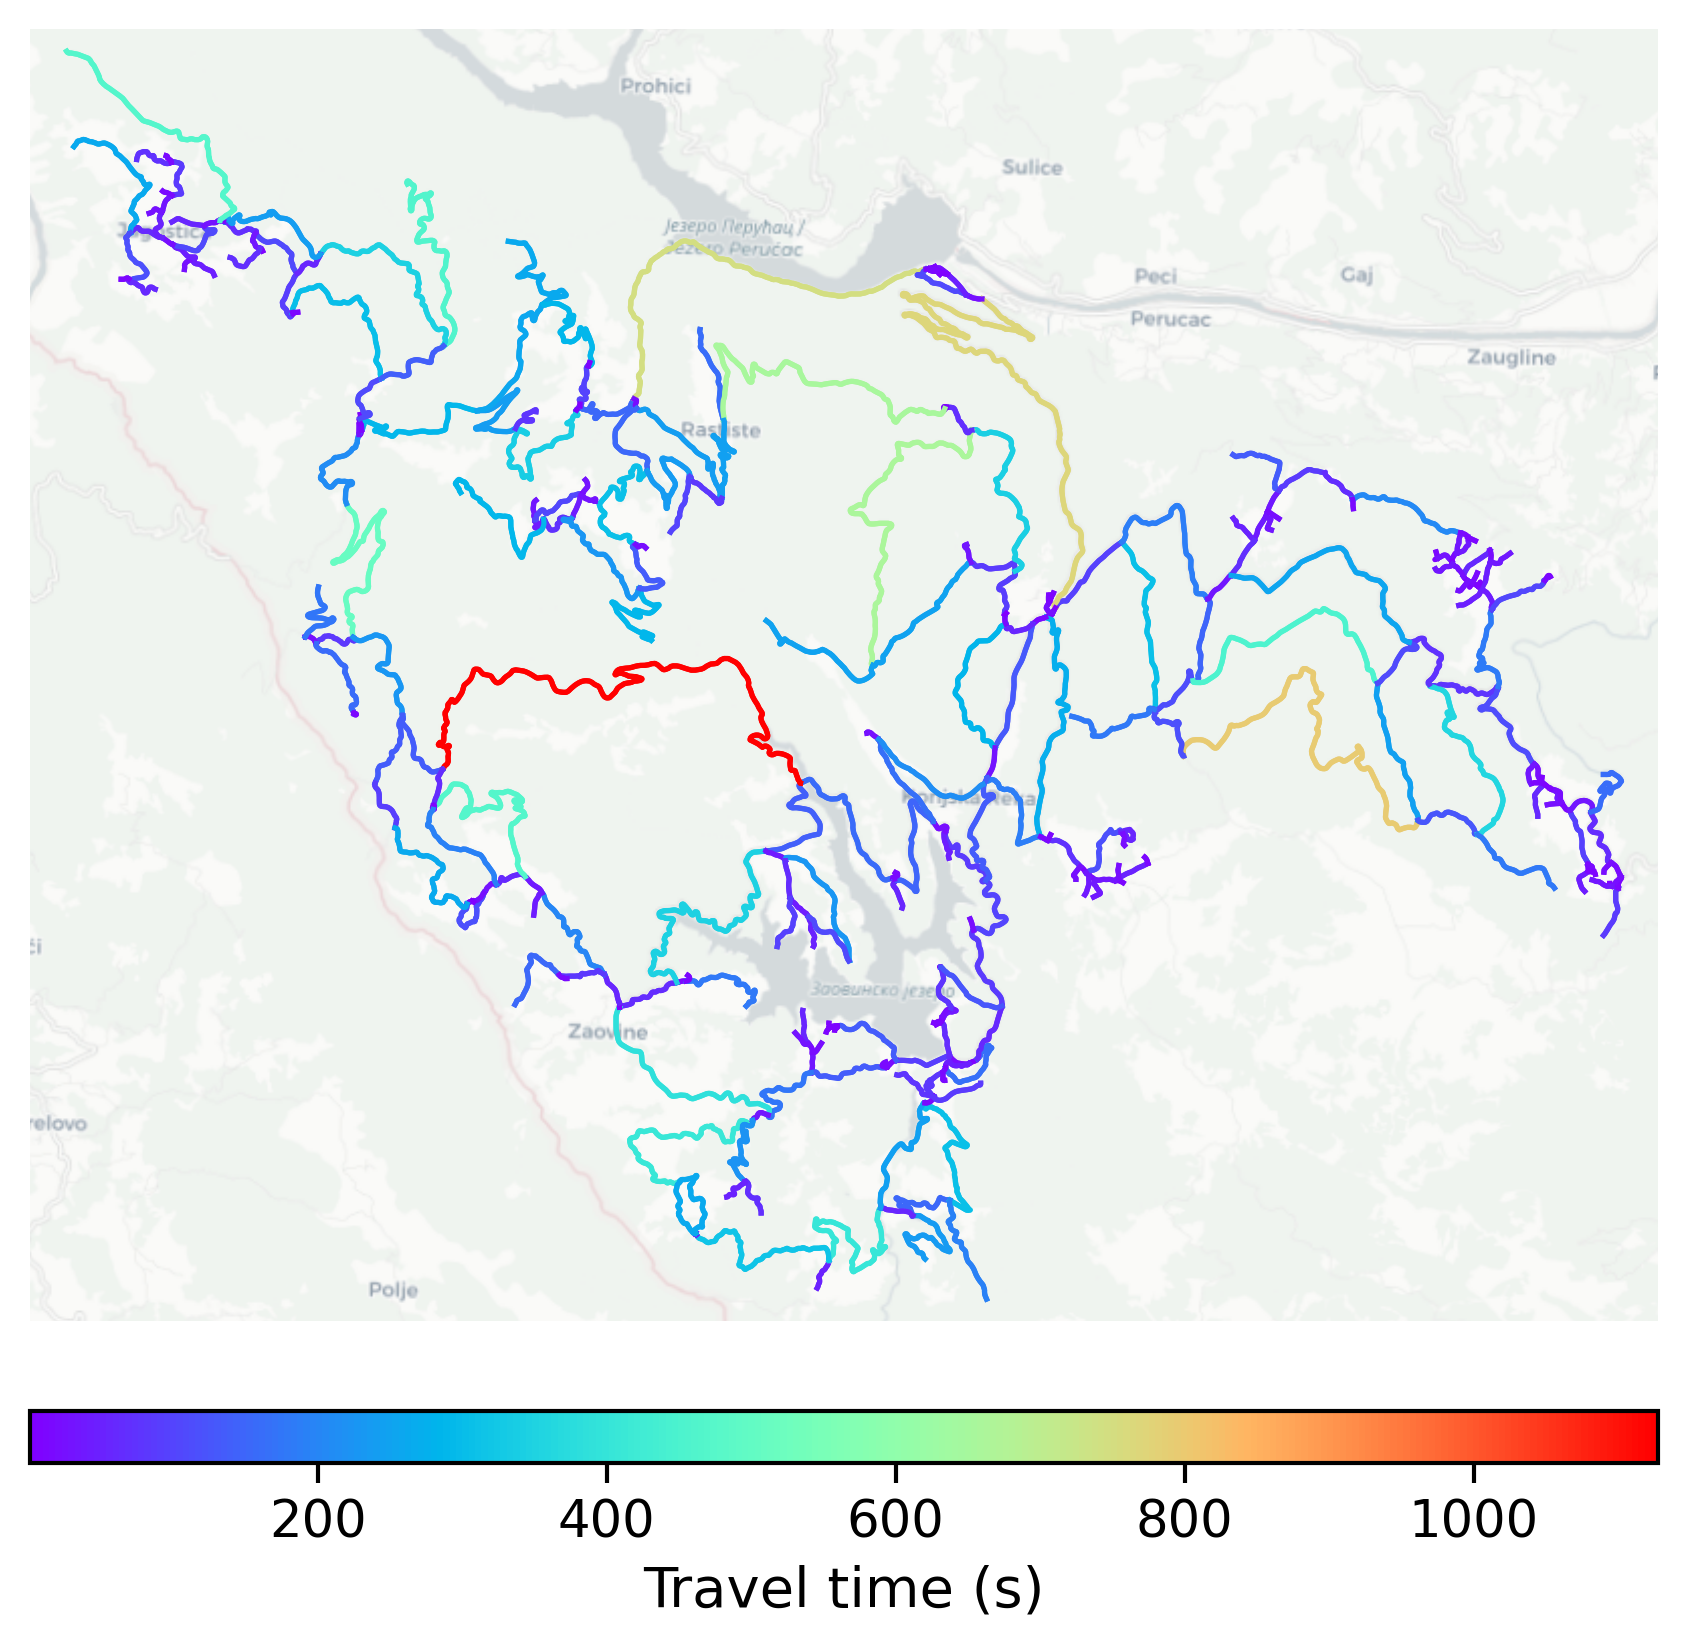 Prohici
Sulice
Језеро Перућац /
Jezero Perućac
Jagostica
Peci
Gaj
Perucac
Zaugline
Rastiste
Konjska Reka
Заовинско језеро
Zaovine
Polje
200
400
600
800
1000
Travel time (s)